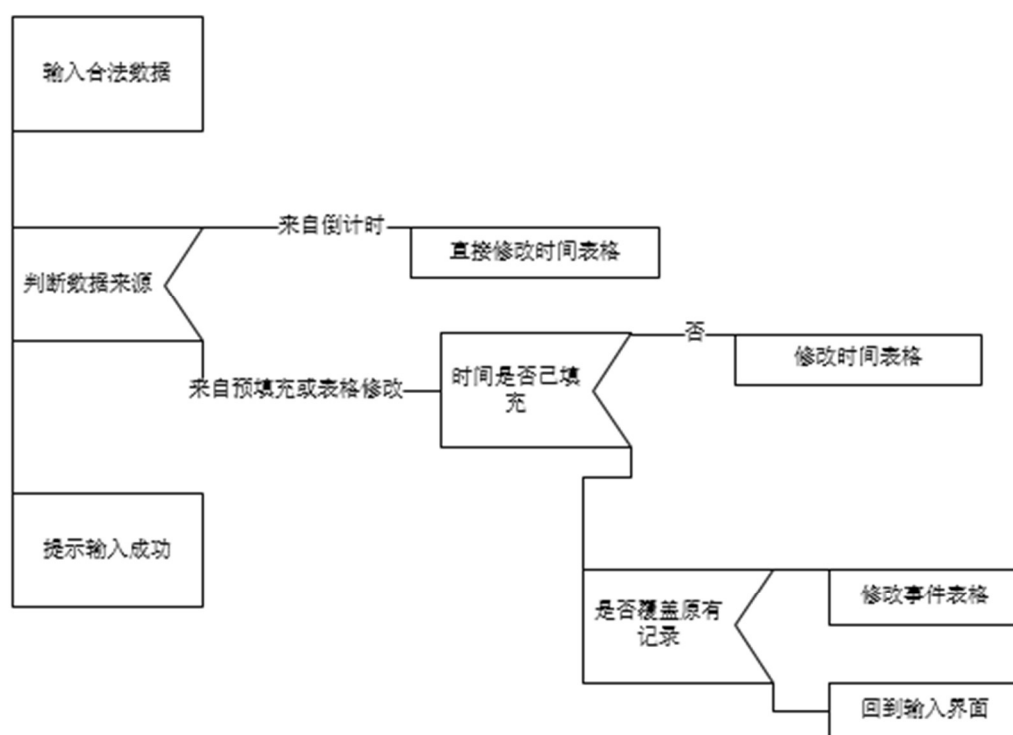 输入合法数据
来自倒计时
直接修改时间表格
判断数据来源
否
修改时间表格
时间是否已填
充
来自预填充或表格修改
提示输入成功
修改事件表格
是否覆盖原有
记录
回到输入界面